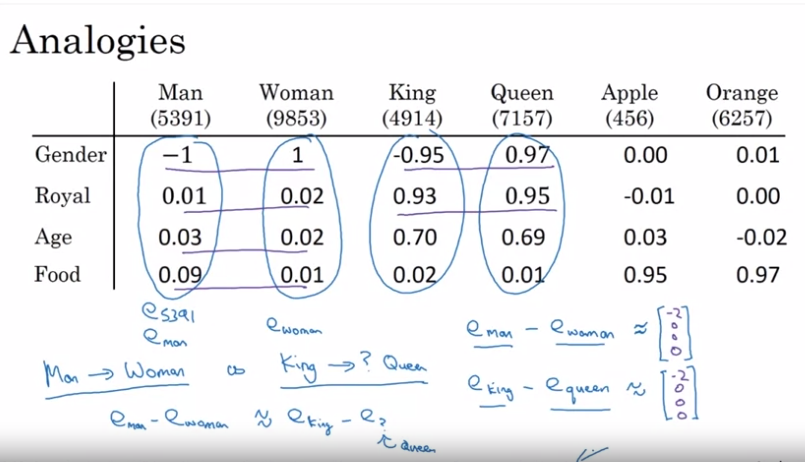 Analogies
Man Woman King Queen Apple Orange
(5391) (9853) (4914) (7157) (456) (6257)
Gender −1 1 -0.95 0.97 0.00 0.01
Royal 0.01 0.02 0.93 0.95 -0.01 0.00
Age 0.03 0.02 0.70 0.69 0.03 -0.02
Food 0.09 0.01 0.02 0.01 0.95 0.97
e5391
eman ewoman
eman − ewoman ≈ [-2 0 0 0]
Man → Woman as King → ? Queen
eking − equeen ≈ [-2 0 0 0]
eman − ewoman ≈ eking − e?
↑ Queen